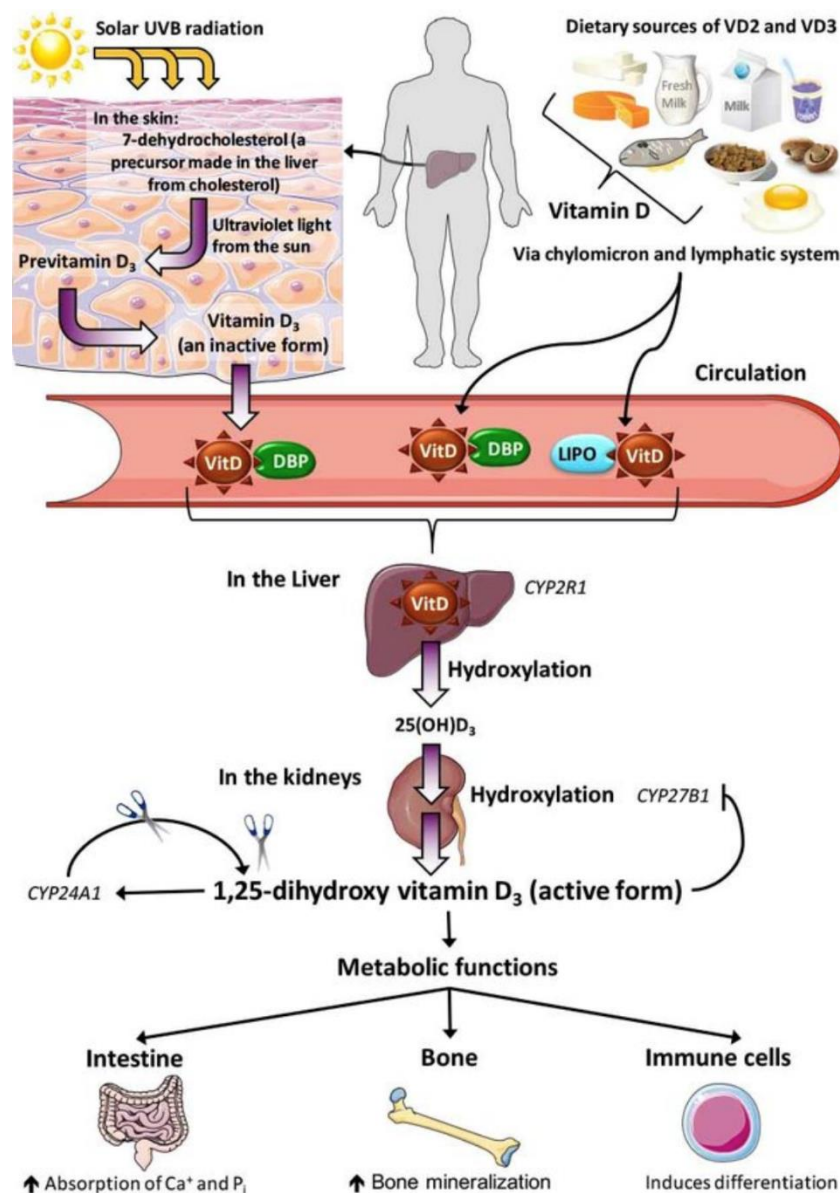 Solar UVB radiation
In the skin:
7-dehydrocholesterol (a
precursor made in the liver
from cholesterol)
Ultraviolet light
from the sun
Previtamin D₃
Vitamin D₃
(an inactive form)
Dietary sources of VD2 and VD3
Fresh
Milk
Milk
Vitamin D
Via chylomicron and lymphatic system
Circulation
VitD DBP
VitD DBP
LIPO VitD
In the Liver
VitD
CYP2R1
Hydroxylation
25(OH)D₃
In the kidneys
Hydroxylation
CYP27B1
CYP24A1
1,25-dihydroxy vitamin D₃ (active form)
Metabolic functions
Intestine
Bone
Immune cells
Absorption of Ca⁺ and Pᵢ
Bone mineralization
Induces differentiation